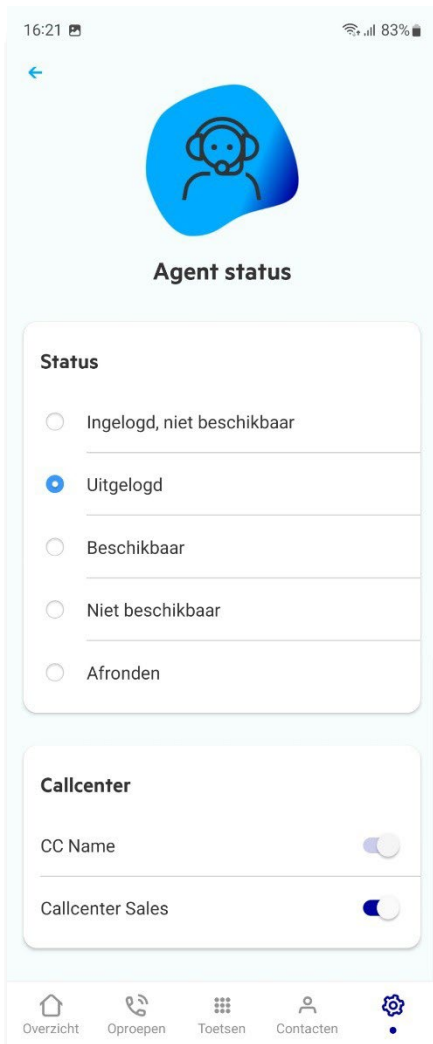 16:21
83%
Agent status
Status
Ingelogd, niet beschikbaar
Uitgelogd
Beschikbaar
Niet beschikbaar
Afronden
Callcenter
CC Name
Callcenter Sales
Overzicht Oproepen Toetsen Contacten